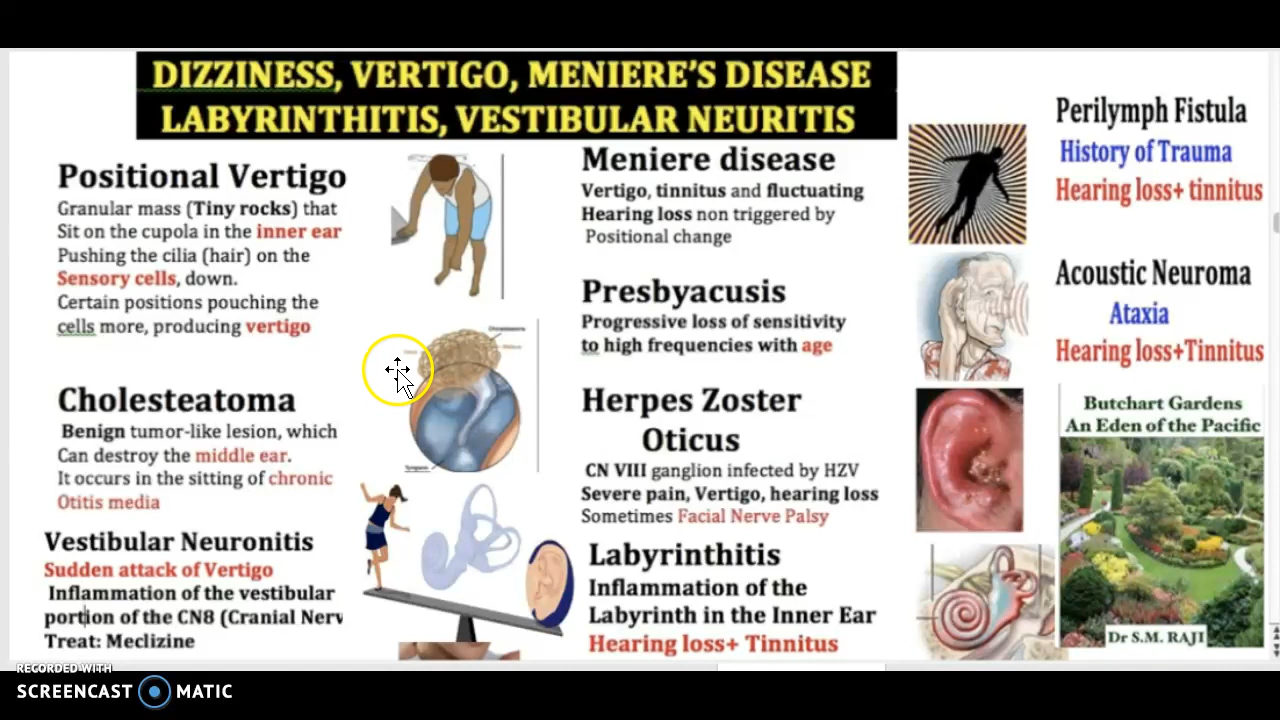 DIZZINESS, VERTIGO, MENIERE'S DISEASE
LABYRINTHITIS, VESTIBULAR NEURITIS
Positional Vertigo
Granular mass (Tiny rocks) that
Sit on the cupola in the inner ear
Pushing the cilia (hair) on the
Sensory cells, down.
Certain positions pouching the
cells more, producing vertigo
Cholesteatoma
Benign tumor-like lesion, which
Can destroy the middle ear.
It occurs in the sitting of chronic
Otitis media
Vestibular Neuronitis
Sudden attack of Vertigo
Inflammation of the vestibular
portion of the CN8 (Cranial Nerv
Treat: Meclizine
Meniere disease
Vertigo, tinnitus and fluctuating
Hearing loss non triggered by
Positional change
Presbyacusis
Progressive loss of sensitivity
to high frequencies with age
Herpes Zoster
Oticus
CN VIII ganglion infected by HZV
Severe pain, Vertigo, hearing loss
Sometimes Facial Nerve Palsy
Labyrinthitis
Inflammation of the
Labyrinth in the Inner Ear
Hearing loss+ Tinnitus
Perilymph Fistula
History of Trauma
Hearing loss+ tinnitus
Acoustic Neuroma
Ataxia
Hearing loss+Tinnitus
Butchart Gardens
An Eden of the Pacific
Dr S.M. RAJI
RECORDED WITH
SCREENCAST MATIC